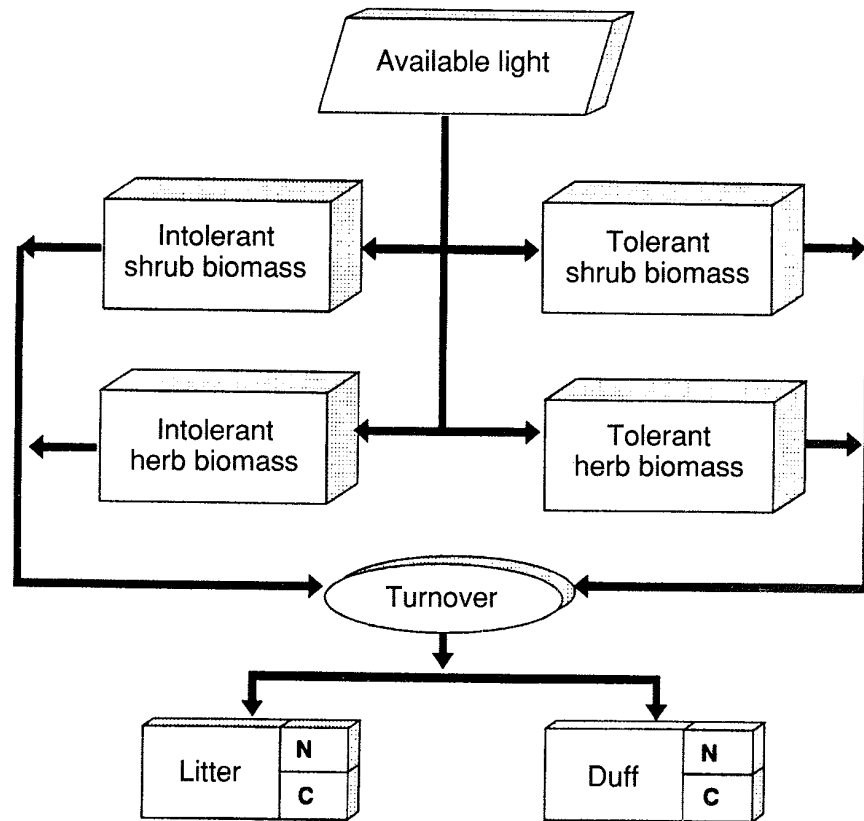 Available light
Intolerant
shrub biomass
Tolerant
shrub biomass
Intolerant
herb biomass
Tolerant
herb biomass
Turnover
Litter
N
C
Duff
N
C